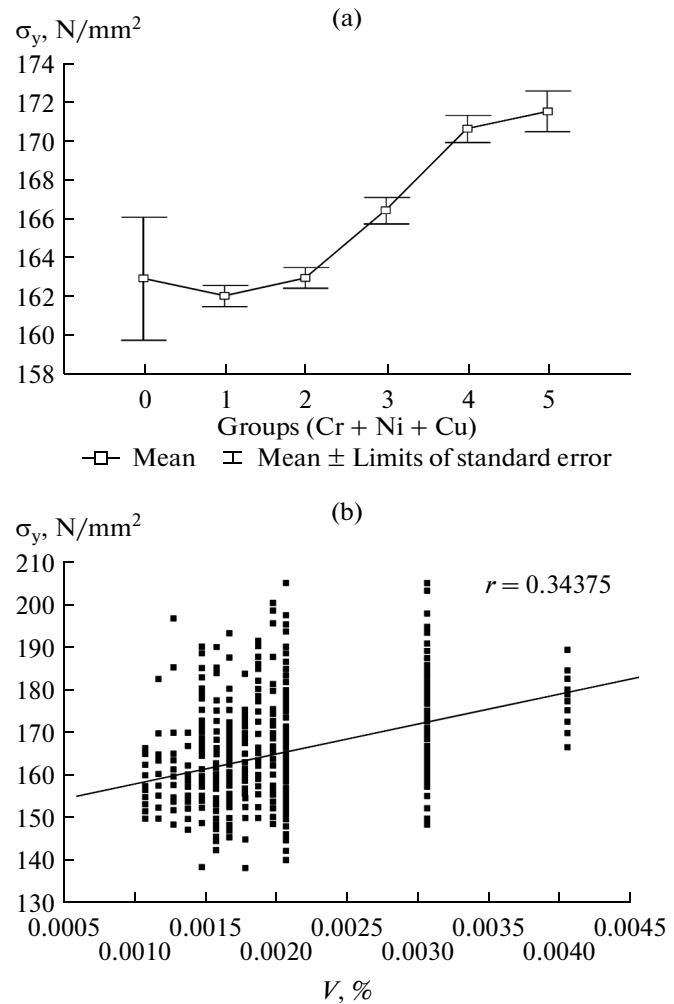 (a)
σy, N/mm²
174
172
170
168
166
164
162
160
158
0 1 2 3 4 5
Groups (Cr + Ni + Cu)
Mean Mean ± Limits of standard error
(b)
σy, N/mm²
210
200
190
180
170
160
150
140
130
r = 0.34375
0.0005 0.0015 0.0025 0.0035 0.0045
0.0010 0.0020 0.0030 0.0040
V, %